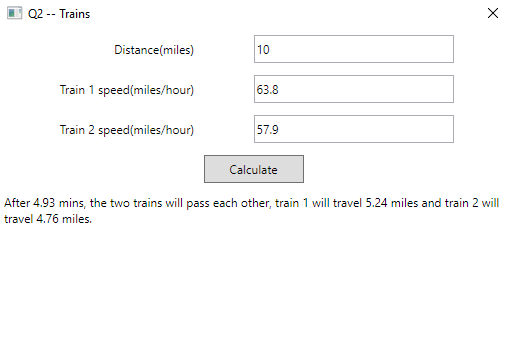 Q2 -- Trains
Distance(miles) 10
Train 1 speed(miles/hour) 63.8
Train 2 speed(miles/hour) 57.9
Calculate
After 4.93 mins, the two trains will pass each other, train 1 will travel 5.24 miles and train 2 will
travel 4.76 miles.